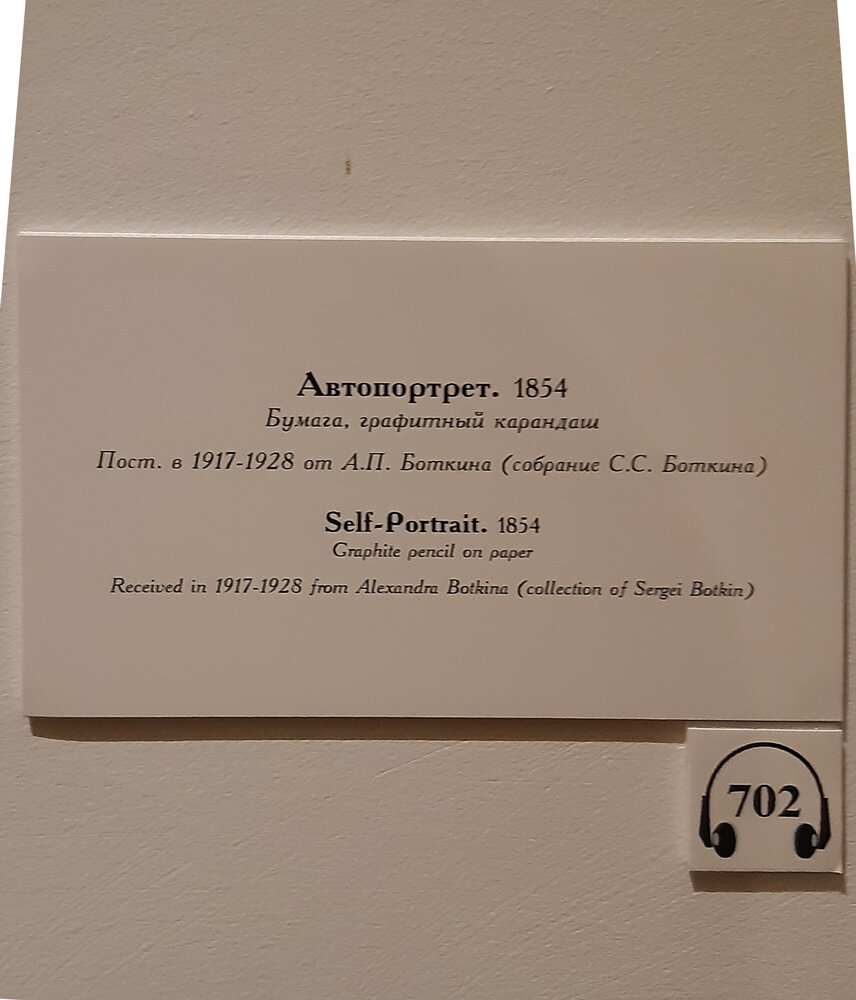 Автопортрет. 1854
Бумага, графитный карандаш
Пост. в 1917-1928 от А.П. Боткина (собрание С.С. Боткина)
Self-Portrait. 1854
Graphite pencil on paper
Received in 1917-1928 from Alexandra Botkina (collection of Sergei Botkin)
702